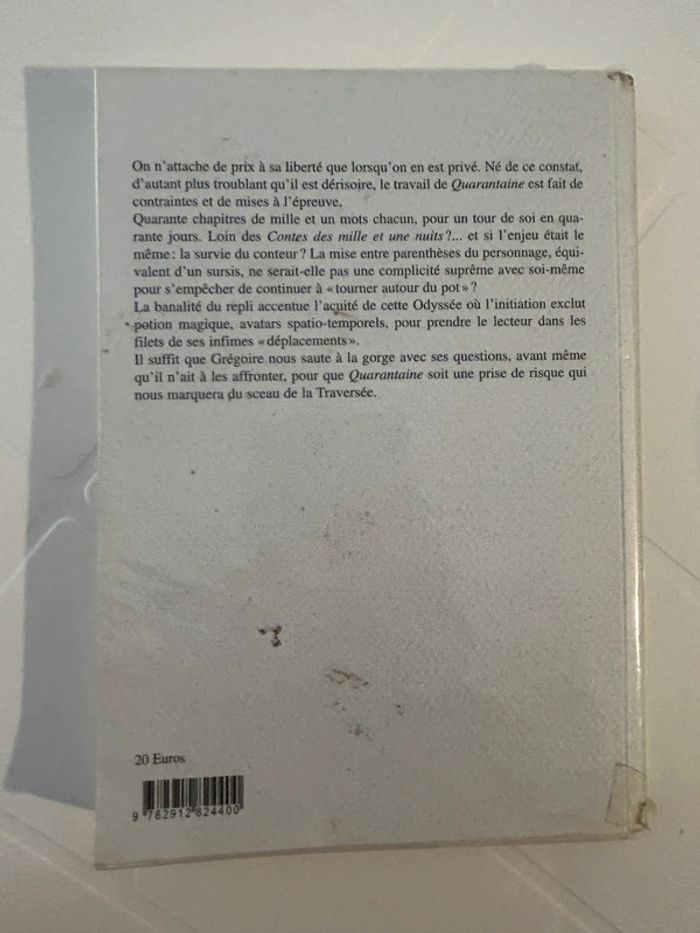 On n'attache de prix à sa liberté que lorsqu'on en est privé. Né de ce constat,
d'autant plus troublant qu'il est dérisoire, le travail de Quarantaine est fait de
contraintes et de mises à l'épreuve.
Quarante chapitres de mille et un mots chacun, pour un tour de soi en qua-
rante jours. Loin des Contes des mille et une nuits ?... et si l'enjeu était le
même : la survie du conteur ? La mise entre parenthèses du personnage, équi-
valent d'un sursis, ne serait-elle pas une complicité suprême avec soi-même
pour s'empêcher de continuer à « tourner autour du pot » ?
La banalité du repli accentue l'acuité de cette Odyssée où l'initiation exclut
potion magique, avatars spatio-temporels, pour prendre le lecteur dans les
filets de ses infimes « déplacements ».
Il suffit que Grégoire nous saute à la gorge avec ses questions, avant même
qu'il n'ait à les affronter, pour que Quarantaine soit une prise de risque qui
nous marquera du sceau de la Traversée.
20 Euros
9 782912 824400